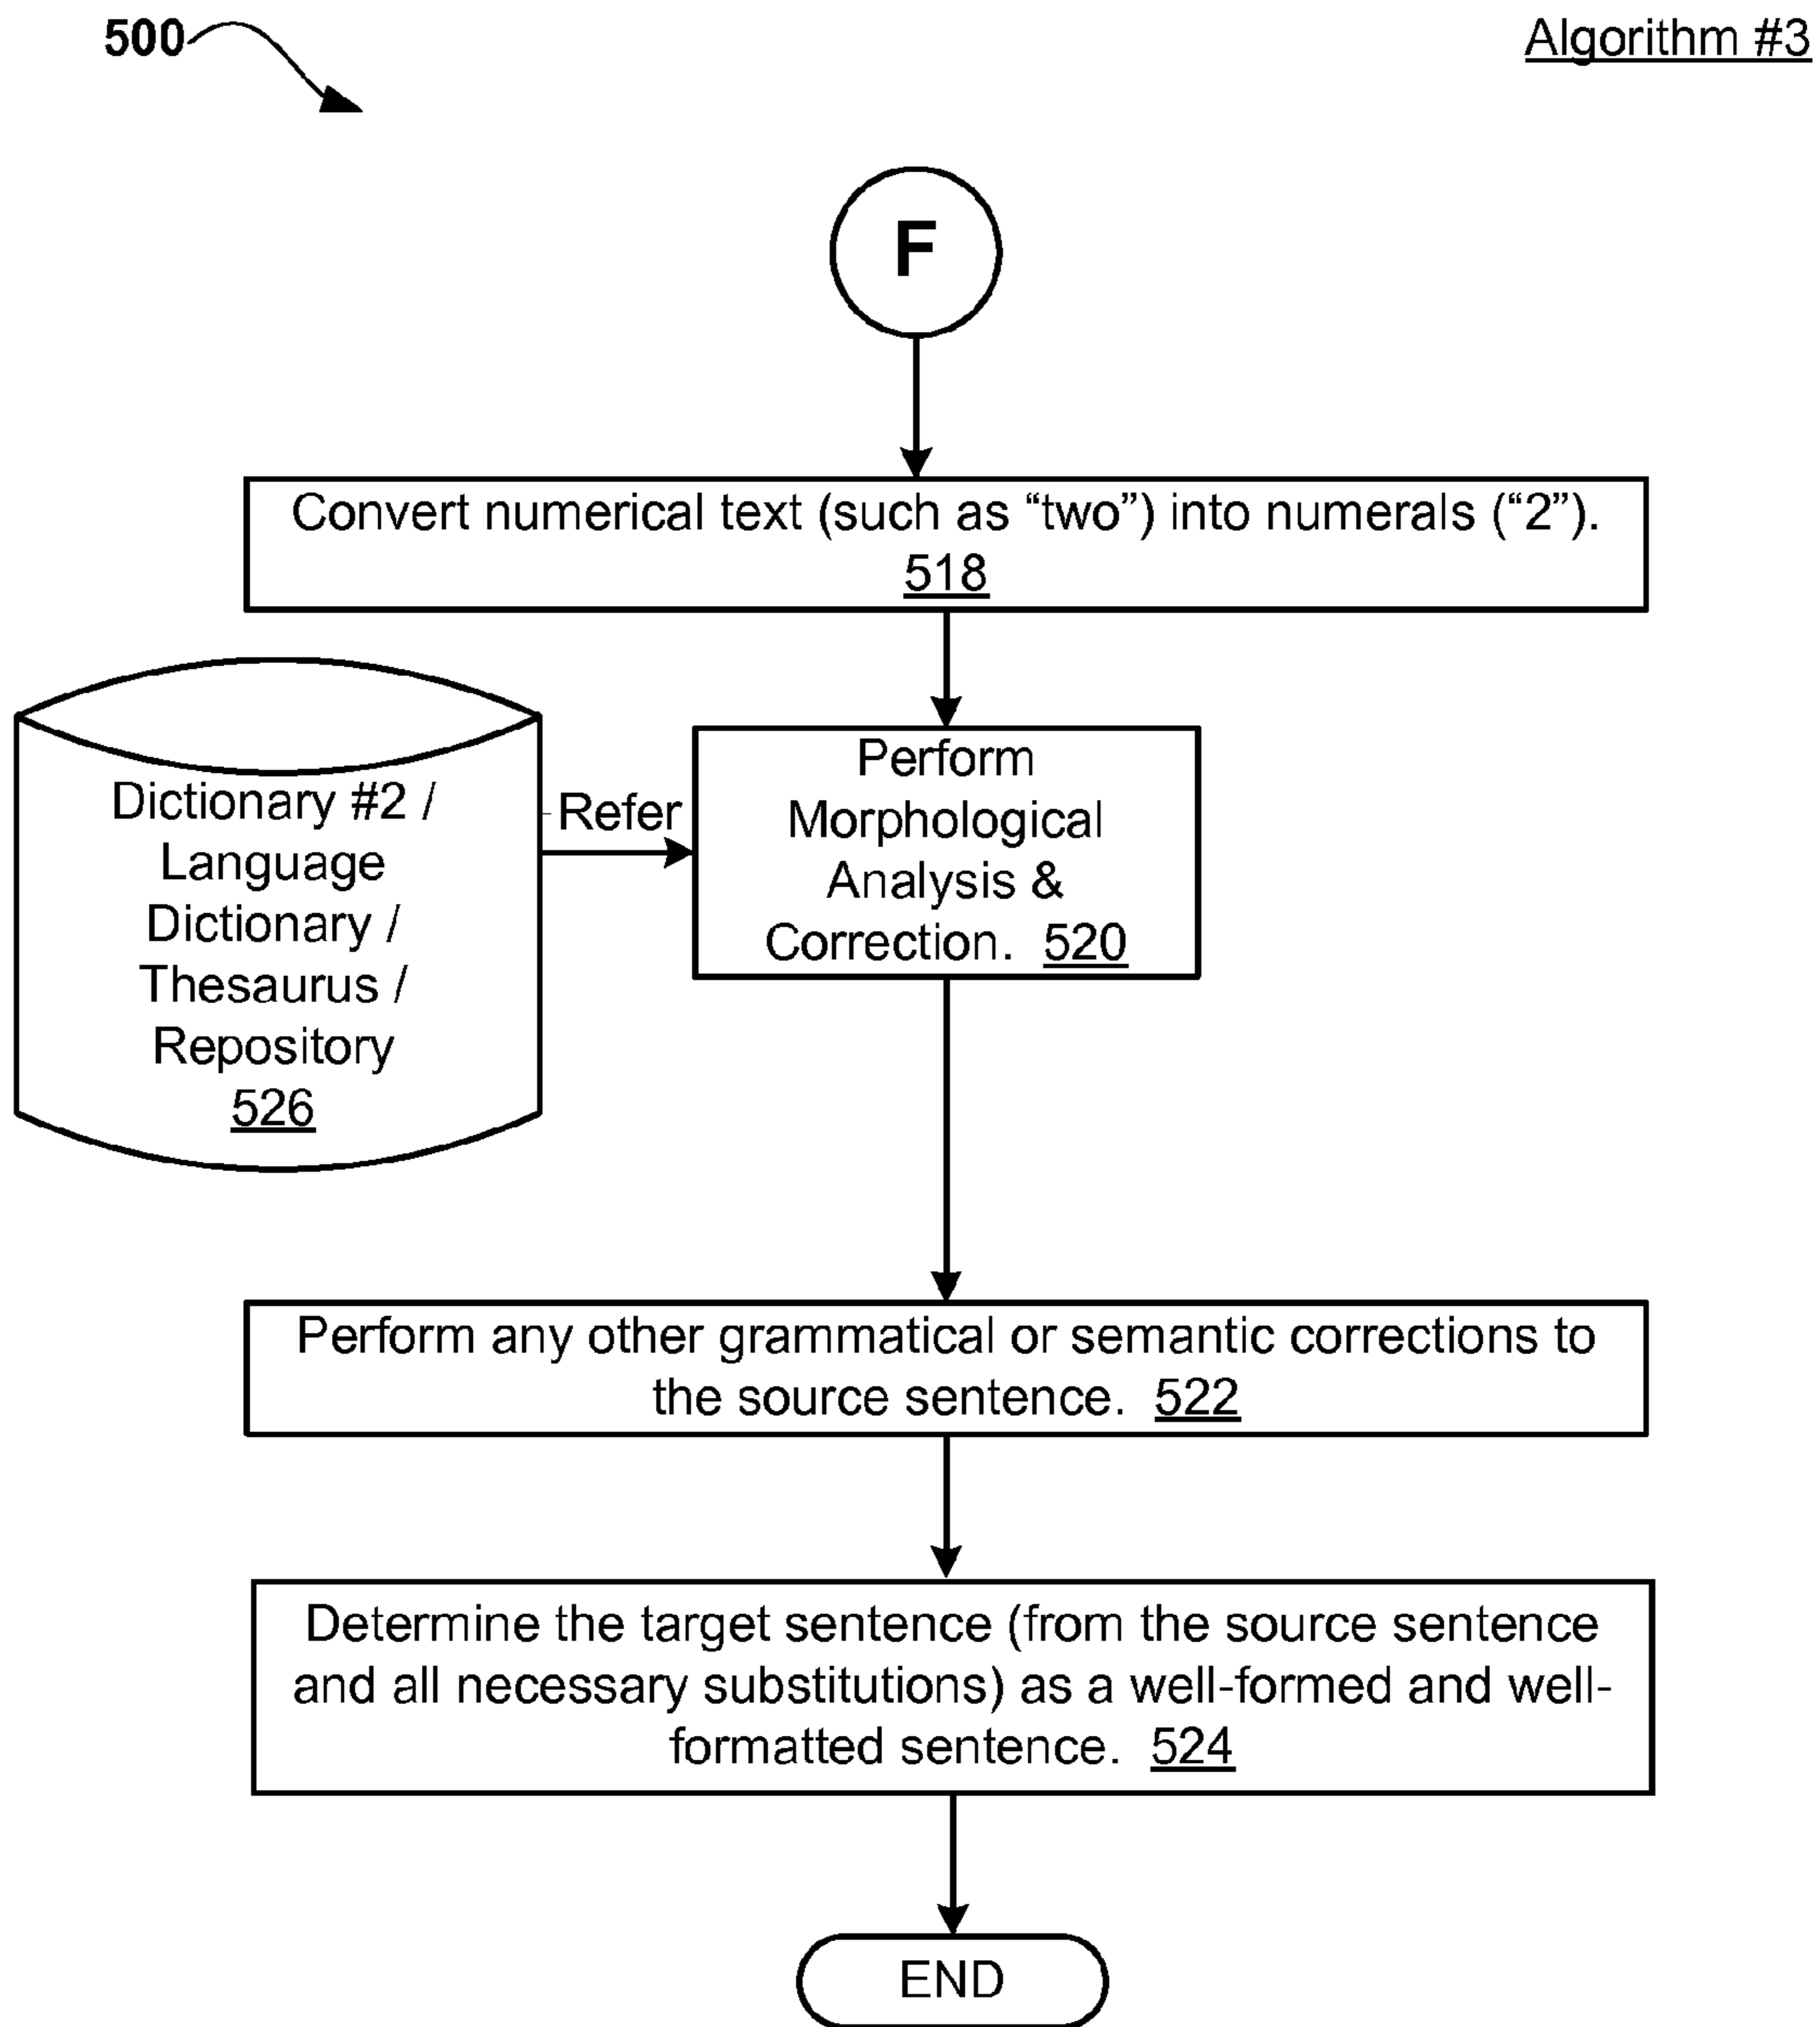 500
Algorithm #3
F
Convert numerical text (such as “two”) into numerals (“2”).
518
Dictionary #2 /
Language
Dictionary /
Thesaurus /
Repository
526
Refer
Perform
Morphological
Analysis &
Correction. 520
Perform any other grammatical or semantic corrections to
the source sentence. 522
Determine the target sentence (from the source sentence
and all necessary substitutions) as a well-formed and well-
formatted sentence. 524
END